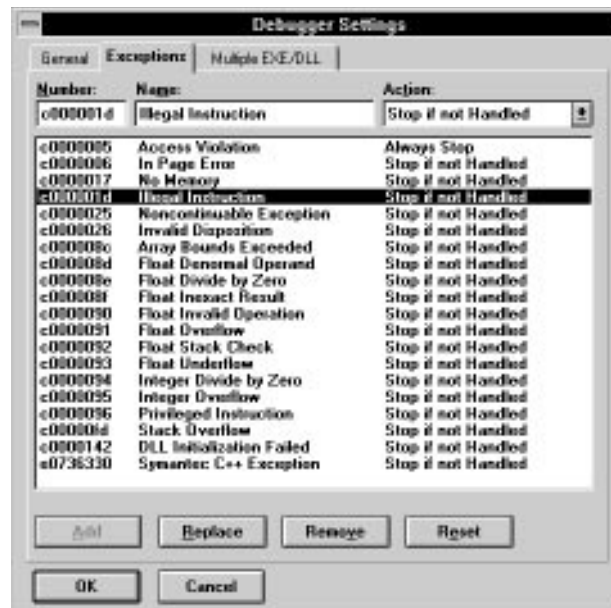 Debugger Settings
General Exceptions Multiple EXE/DLL
Number: Name: Action:
c000001d Illegal Instruction Stop if not Handled
c0000005 Access Violation Always Stop
c0000006 In Page Error Stop if not Handled
c0000017 No Memory Stop if not Handled
c000001d Illegal Instruction Stop if not Handled
c0000025 Noncontinuable Exception Stop if not Handled
c0000026 Invalid Disposition Stop if not Handled
c000008c Array Bounds Exceeded Stop if not Handled
c000008d Float Denormal Operand Stop if not Handled
c000008e Float Divide by Zero Stop if not Handled
c000008f Float Inexact Result Stop if not Handled
c0000090 Float Invalid Operation Stop if not Handled
c0000091 Float Overflow Stop if not Handled
c0000092 Float Stack Check Stop if not Handled
c0000093 Float Underflow Stop if not Handled
c0000094 Integer Divide by Zero Stop if not Handled
c0000095 Integer Overflow Stop if not Handled
c0000096 Privileged Instruction Stop if not Handled
c00000fd Stack Overflow Stop if not Handled
c0000142 DLL Initialization Failed Stop if not Handled
e0736330 Symantec C++ Exception Stop if not Handled
Add Replace Remove Reset
OK Cancel